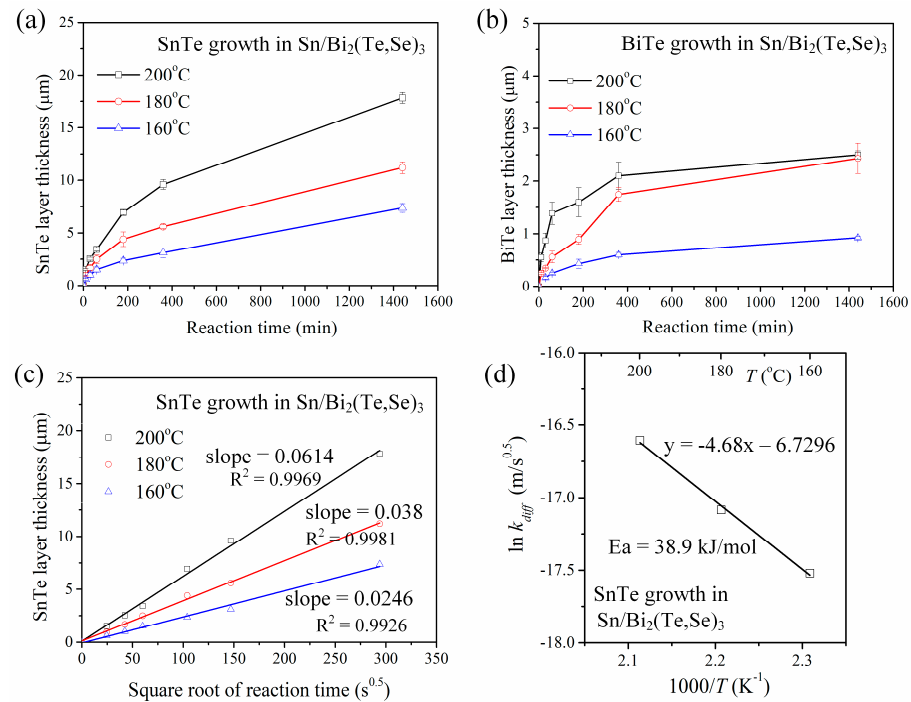 (a)
SnTe growth in Sn/Bi₂(Te,Se)₃
200°C
180°C
160°C
SnTe layer thickness (μm)
25
20
15
10
5
0
0 200 400 600 800 1000 1200 1400 1600
Reaction time (min)
(b)
BiTe growth in Sn/Bi₂(Te,Se)₃
200°C
180°C
160°C
BiTe layer thickness (μm)
5
4
3
2
1
0
0 200 400 600 800 1000 1200 1400 1600
Reaction time (min)
(c)
SnTe growth in Sn/Bi₂(Te,Se)₃
200°C
180°C
160°C
slope = 0.0614
R² = 0.9969
slope = 0.038
R² = 0.9981
slope = 0.0246
R² = 0.9926
SnTe layer thickness (μm)
25
20
15
10
5
0
0 50 100 150 200 250 300 350
Square root of reaction time (s⁰·⁵)
(d)
200 180 160
T (°C)
y = -4.68x – 6.7296
Ea = 38.9 kJ/mol
SnTe growth in
Sn/Bi₂(Te,Se)₃
ln k_diff (m/s⁰·⁵)
-16.0
-16.5
-17.0
-17.5
-18.0
2.1 2.2 2.3
1000/T (K⁻¹)